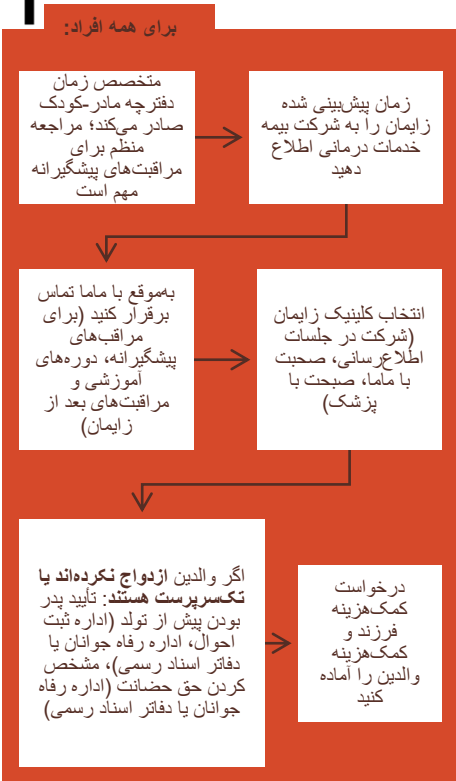 برای همه افراد:
متخصص زمان
دفترچه مادر-کودک
صادر می‌کند؛ مراجعه
منظم برای
مراقبت‌های پیشگیرانه
مهم است
زمان پیش‌بینی شده
زایمان را به شرکت بیمه
خدمات درمانی اطلاع
دهید
به‌موقع با ماما تماس
برقرار کنید (برای
مراقب‌های
پیشگیرانه، دوره‌های
آموزشی و
مراقبت‌های بعد از
زایمان)
انتخاب کلینیک زایمان
(شرکت در جلسات
اطلاع‌رسانی، صحبت
با ماما، صبحت با
پزشک)
اگر والدین ازدواج نکرده‌اند یا
تک‌سرپرست هستند: تأیید پدر
بودن پیش از تولد (اداره ثبت
احوال، اداره رفاه جوانان یا
دفاتر اسناد رسمی)، مشخص
کردن حق حضانت (اداره رفاه
جوانان یا دفاتر اسناد رسمی)
درخواست
کمک‌هزینه
فرزند و
کمک‌هزینه
والدین را آماده
کنید